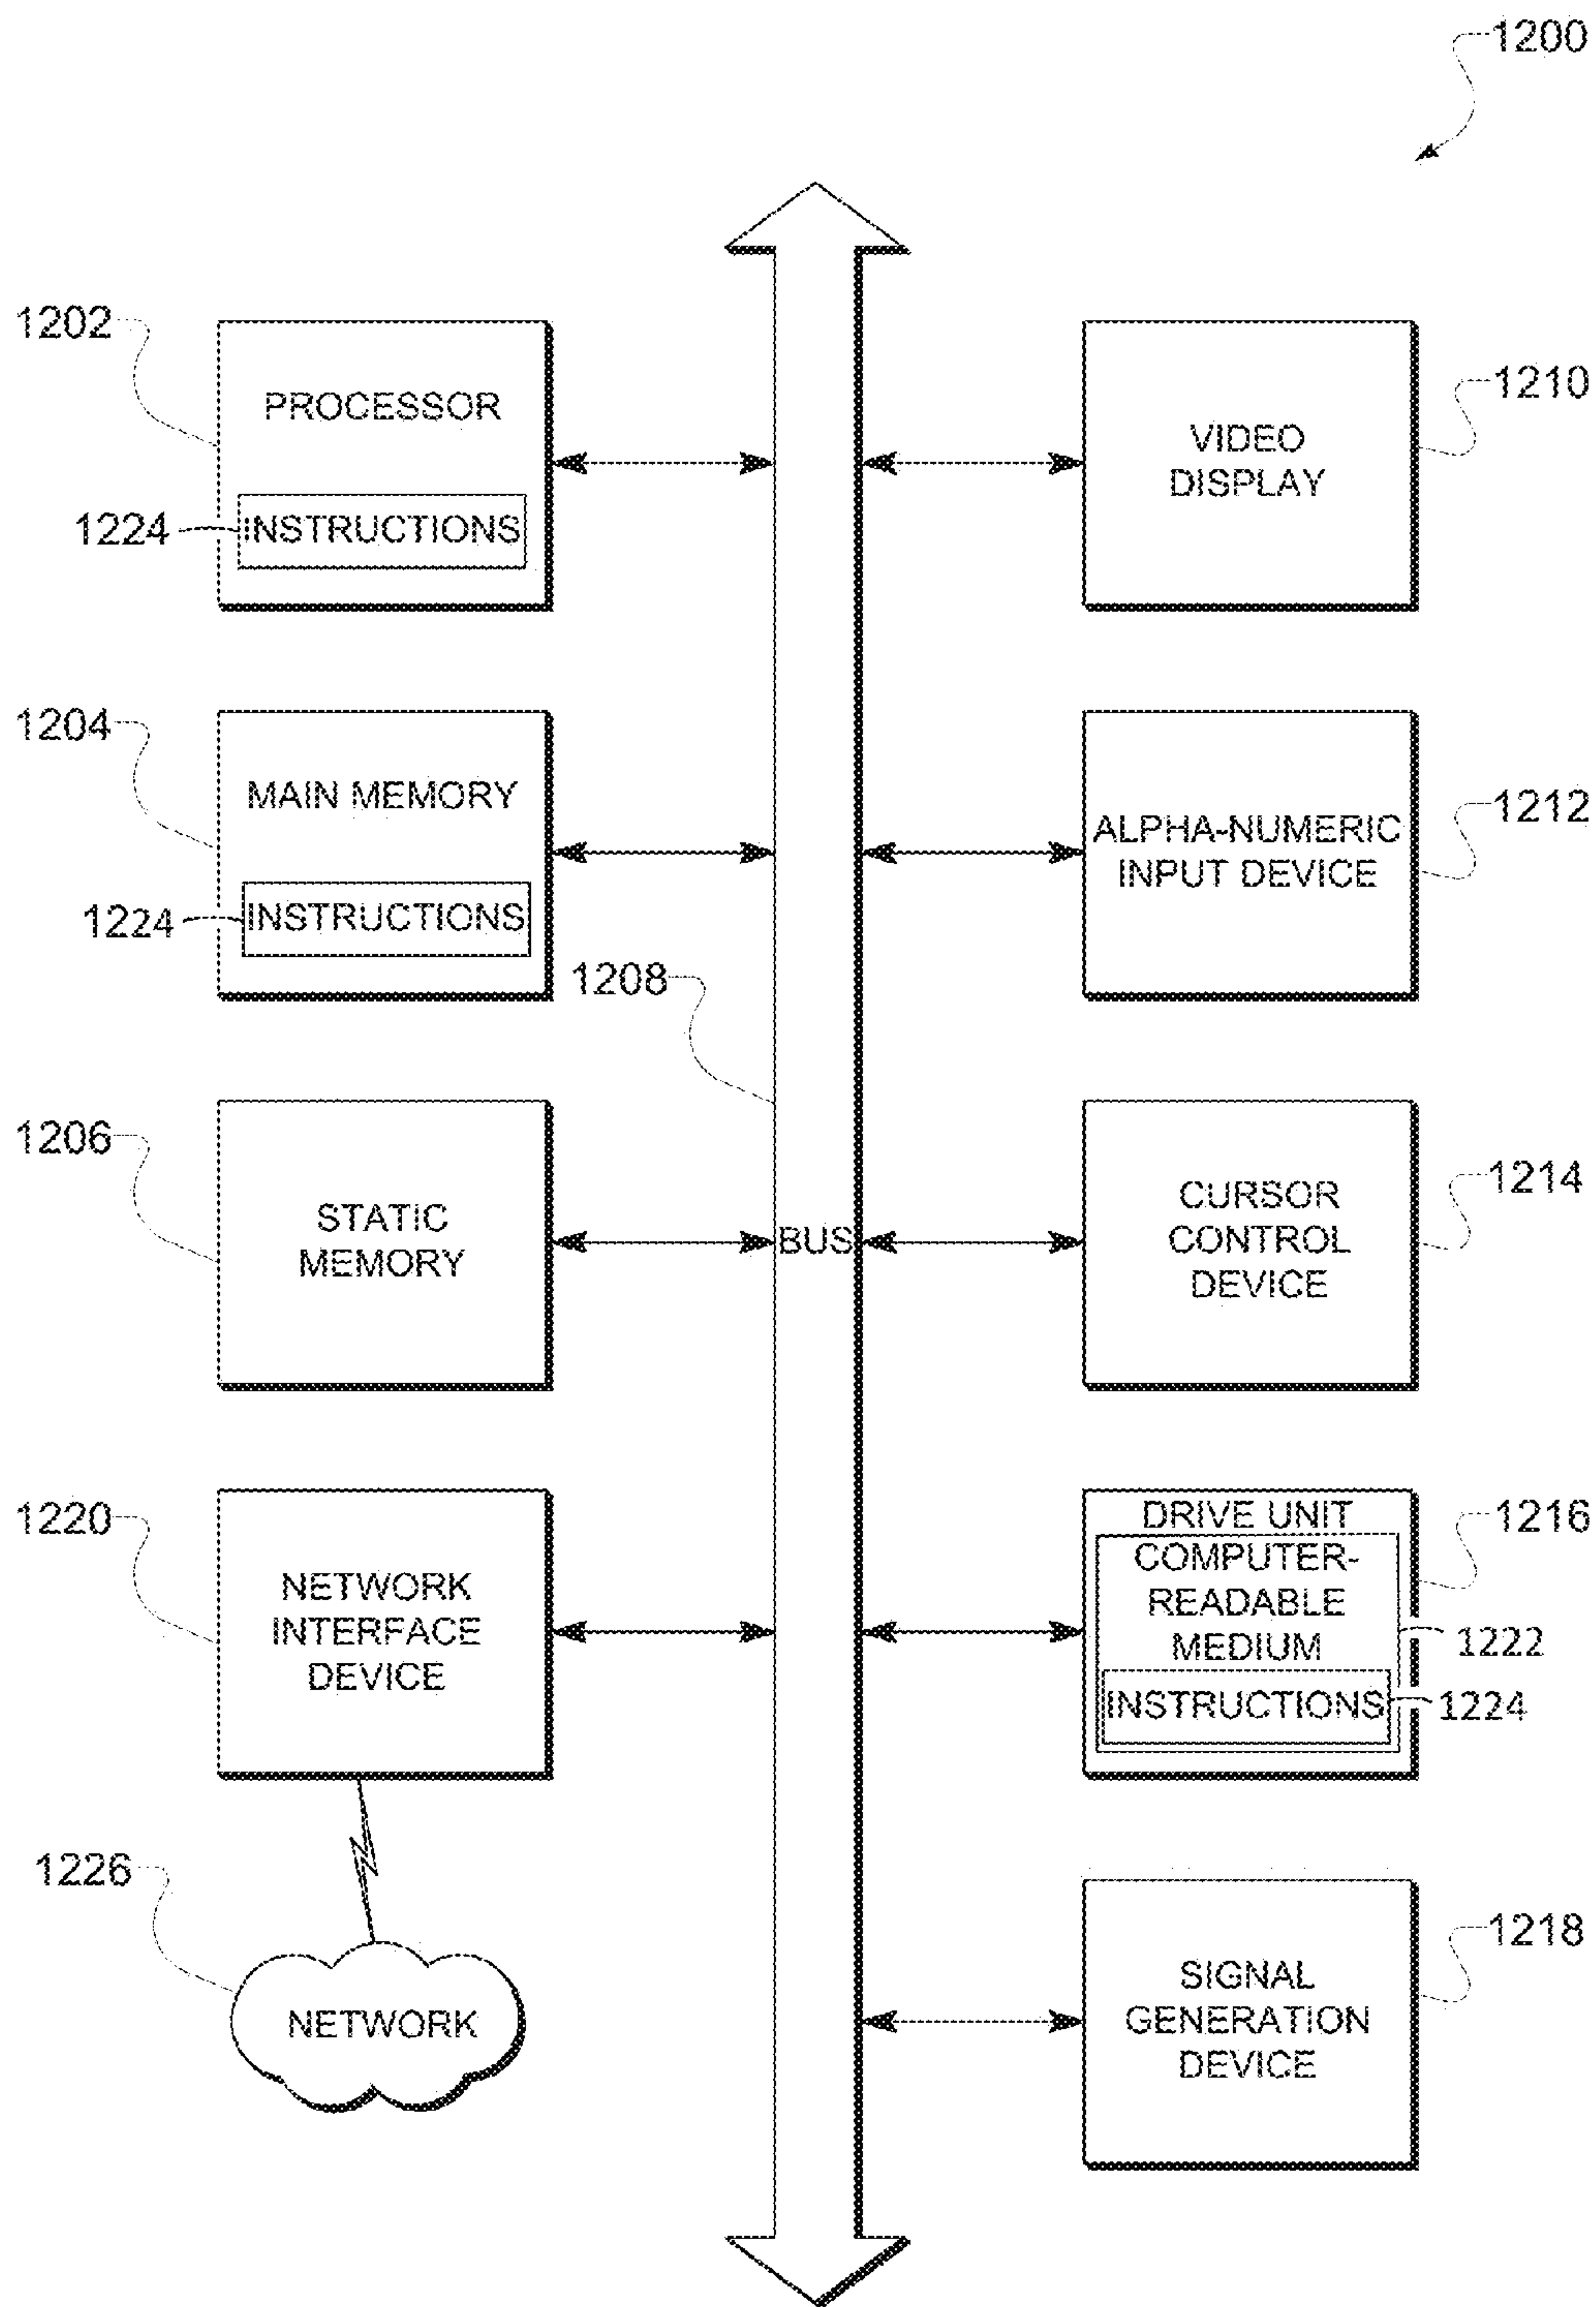 1200
1202
PROCESSOR
1224
INSTRUCTIONS
1210
VIDEO
DISPLAY
1204
MAIN MEMORY
1224
INSTRUCTIONS
1212
ALPHA-NUMERIC
INPUT DEVICE
1208
1206
STATIC
MEMORY
BUS
1214
CURSOR
CONTROL
DEVICE
1220
NETWORK
INTERFACE
DEVICE
1216
DRIVE UNIT
COMPUTER-
READABLE
MEDIUM
1222
INSTRUCTIONS
1224
1226
NETWORK
1218
SIGNAL
GENERATION
DEVICE